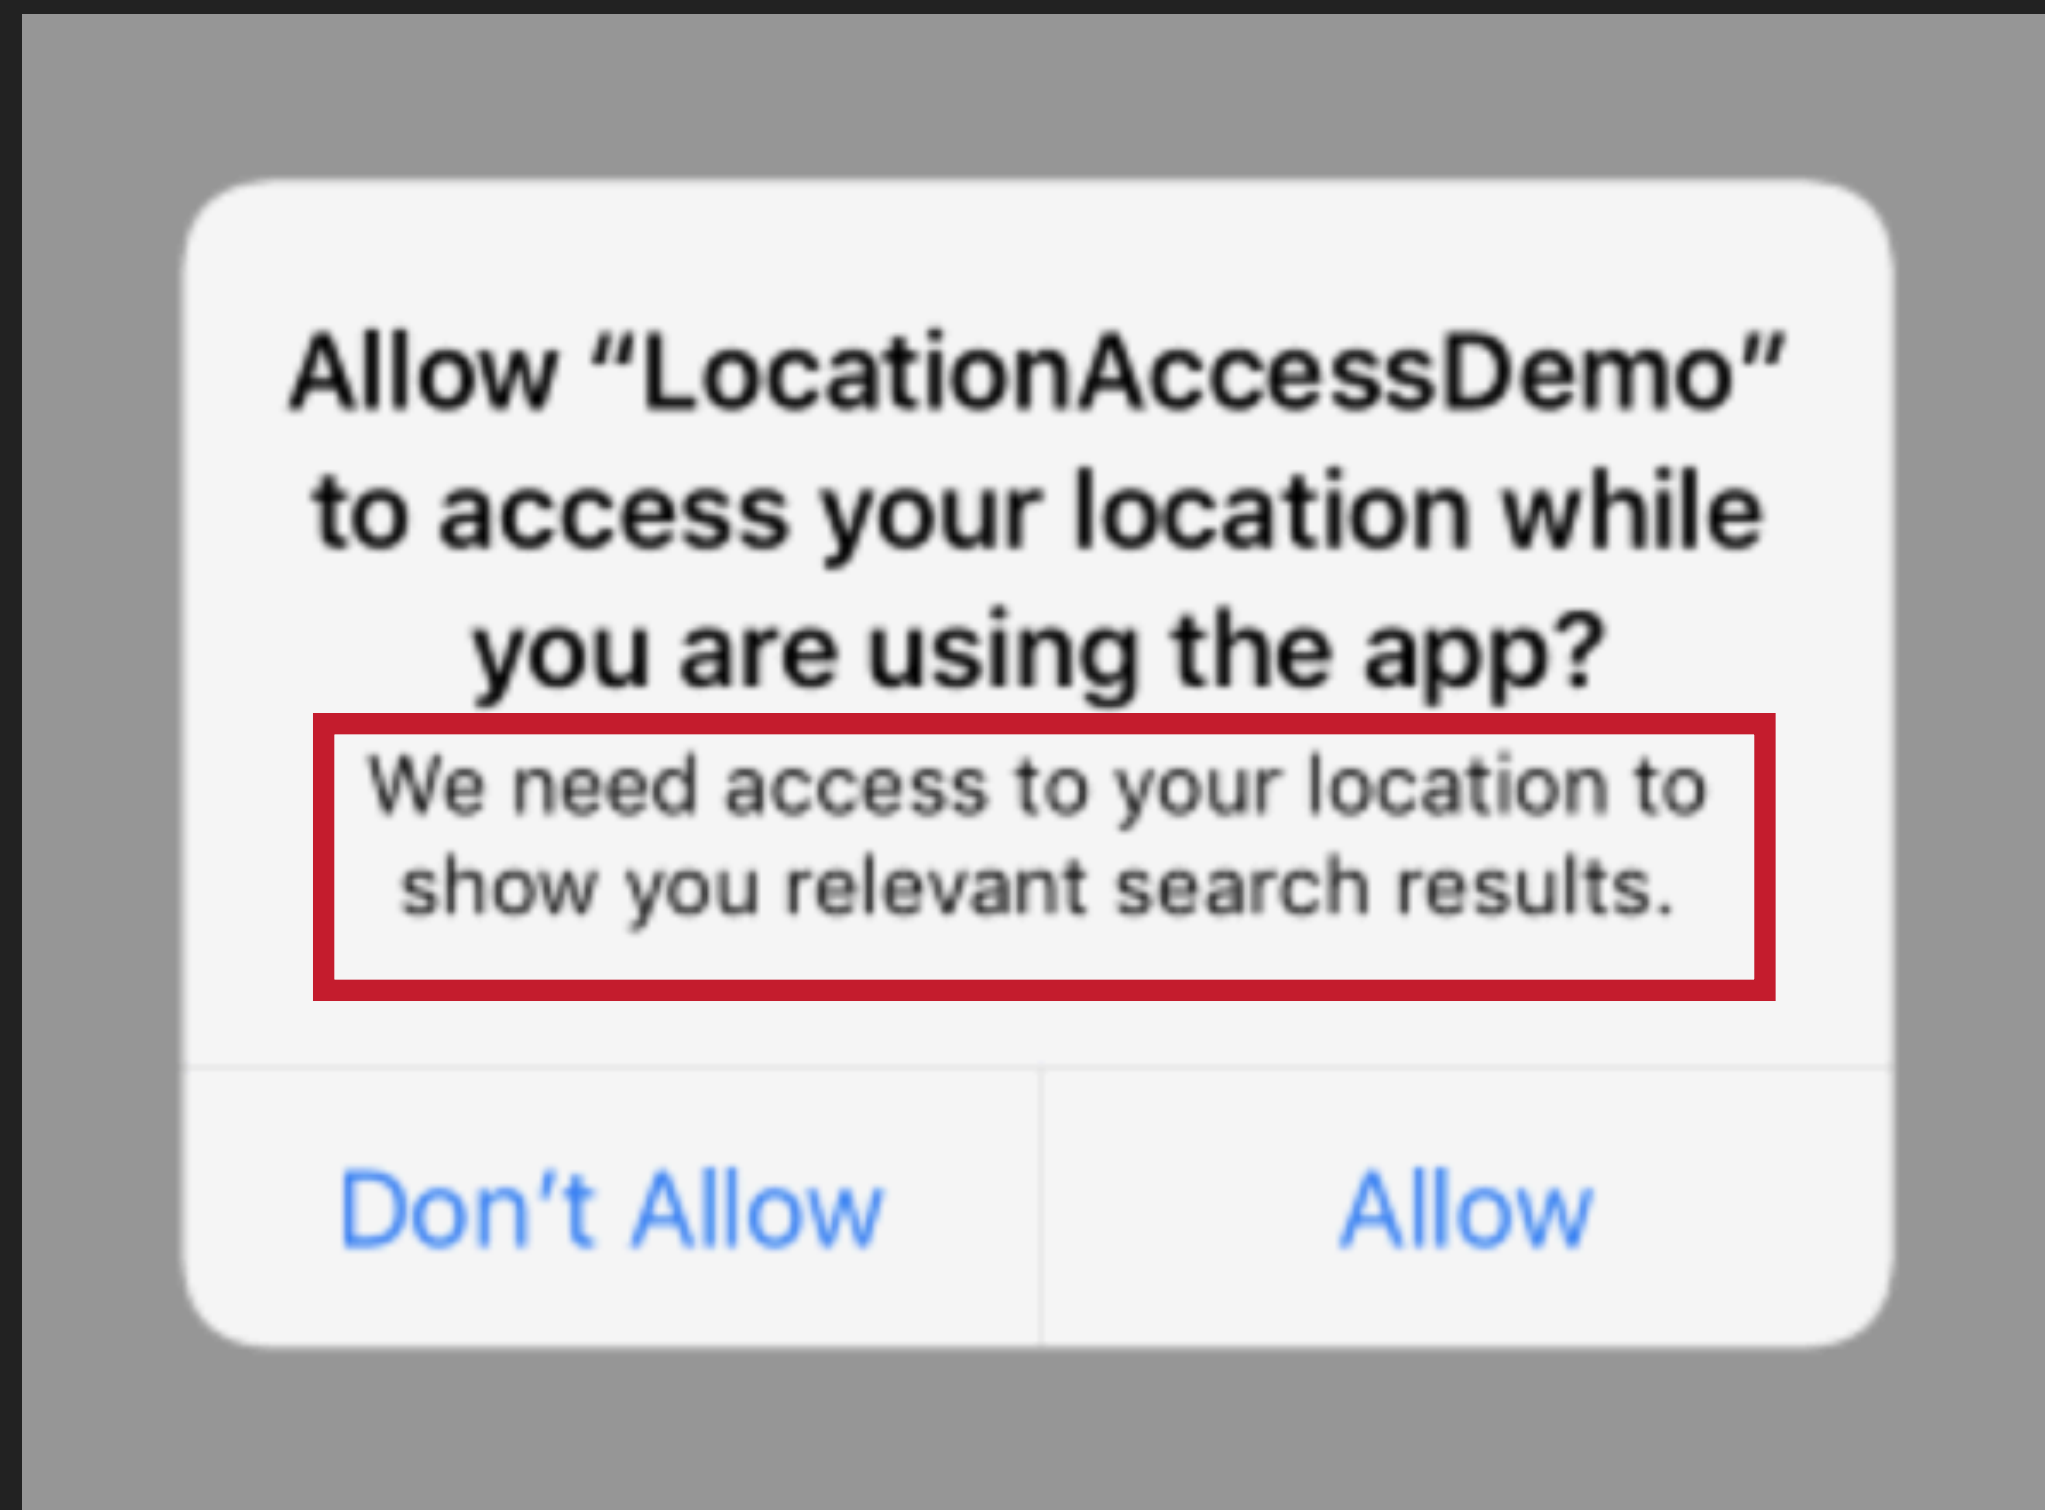 Allow “LocationAccessDemo”
to access your location while
you are using the app?
We need access to your location to
show you relevant search results.
Don’t Allow
Allow